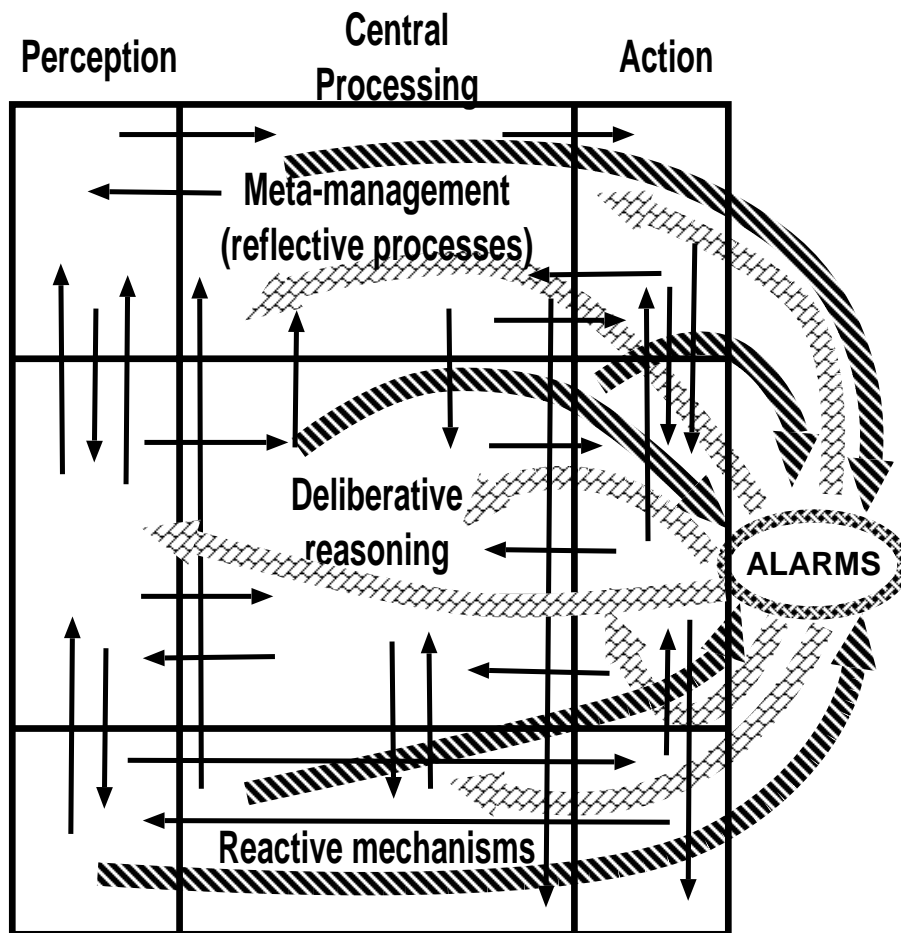 Perception
Central
Processing
Action
Meta-management
(reflective processes)
Deliberative
reasoning
ALARMS
Reactive mechanisms